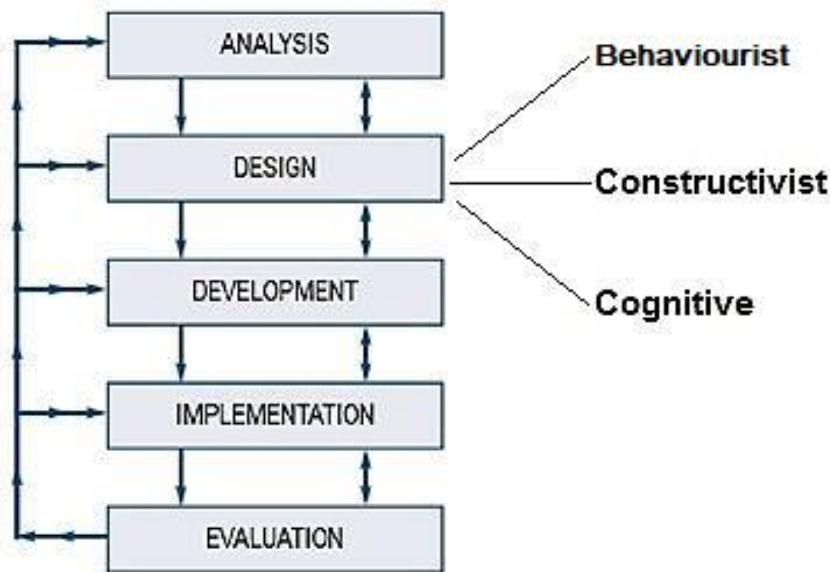 ANALYSIS
Behaviourist
DESIGN
Constructivist
DEVELOPMENT
Cognitive
IMPLEMENTATION
EVALUATION